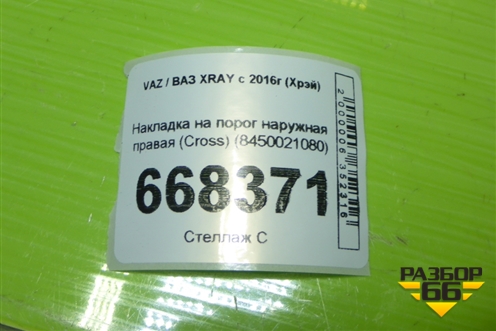 VAZ / ВАЗ XRAY с 2016г (Хрэй)
Накладка на порог наружная
правая (Cross) (8450021080)
668371
Стеллаж С
2000006352316
РАЗБОР
66